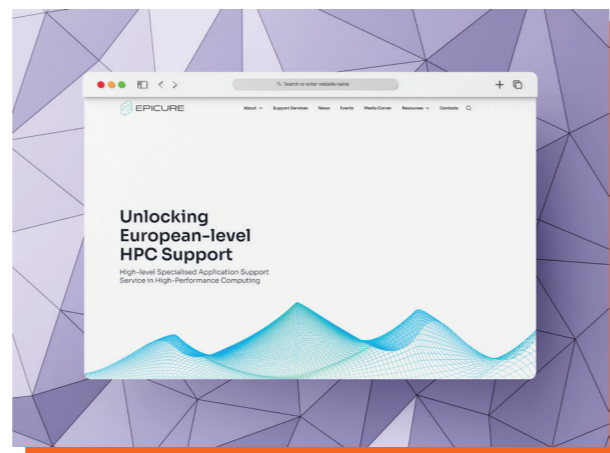 Search or enter website name
EPICURE
About Support Services News Events Media Corner Resources Contacts
Unlocking
European-level
HPC Support
High-level Specialised Application Support
Service in High-Performance Computing